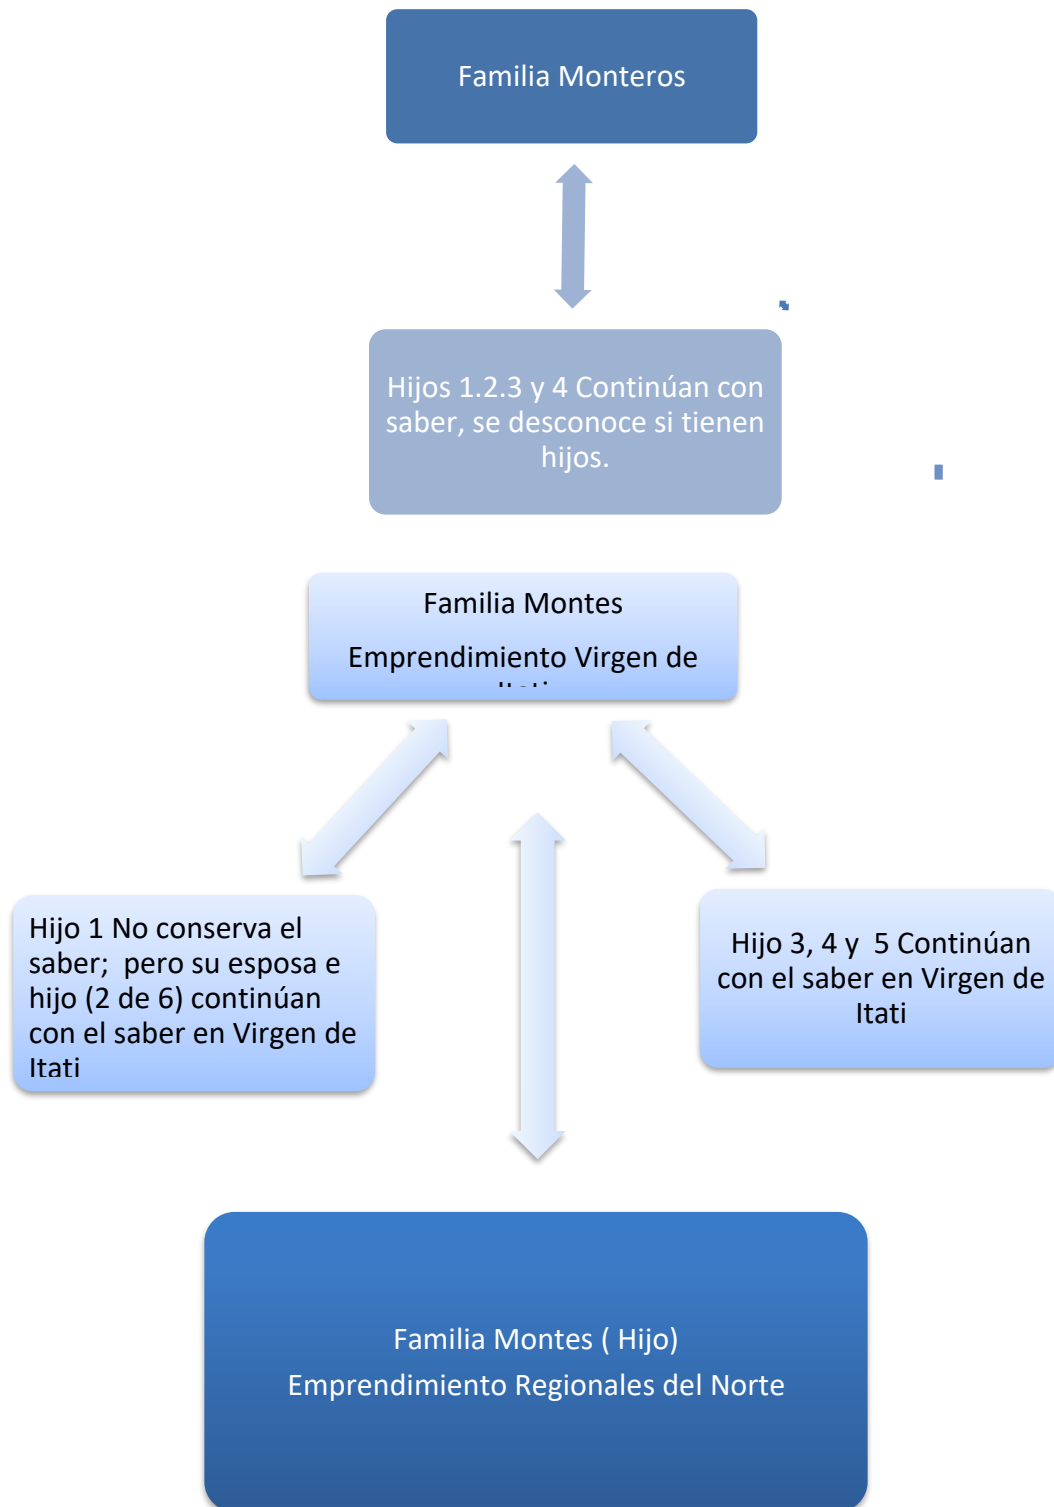 Familia Monteros
Hijos 1.2.3 y 4 Continúan con
saber, se desconoce si tienen
hijos.
Familia Montes
Emprendimiento Virgen de
Itati
Hijo 1 No conserva el
saber;  pero su esposa e
hijo (2 de 6) continúan
con el saber en Virgen de
Itati
Hijo 3, 4 y  5 Continúan
con el saber en Virgen de
Itati
Familia Montes ( Hijo)
Emprendimiento Regionales del Norte